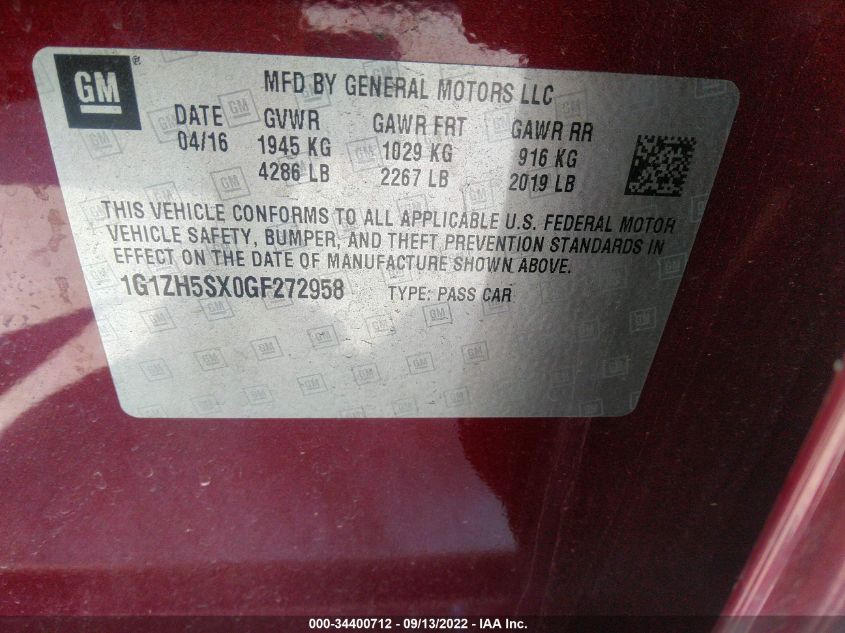 GM
MFD BY GENERAL MOTORS LLC
DATE GVWR GAWR FRT GAWR RR
04/16 1945 KG 1029 KG 916 KG
4286 LB 2267 LB 2019 LB
THIS VEHICLE CONFORMS TO ALL APPLICABLE U.S. FEDERAL MOTOR
VEHICLE SAFETY, BUMPER, AND THEFT PREVENTION STANDARDS IN
EFFECT ON THE DATE OF MANUFACTURE SHOWN ABOVE.
1G1ZH5SX0GF272958 TYPE: PASS CAR
000-34400712 - 09/13/2022 - IAA Inc.